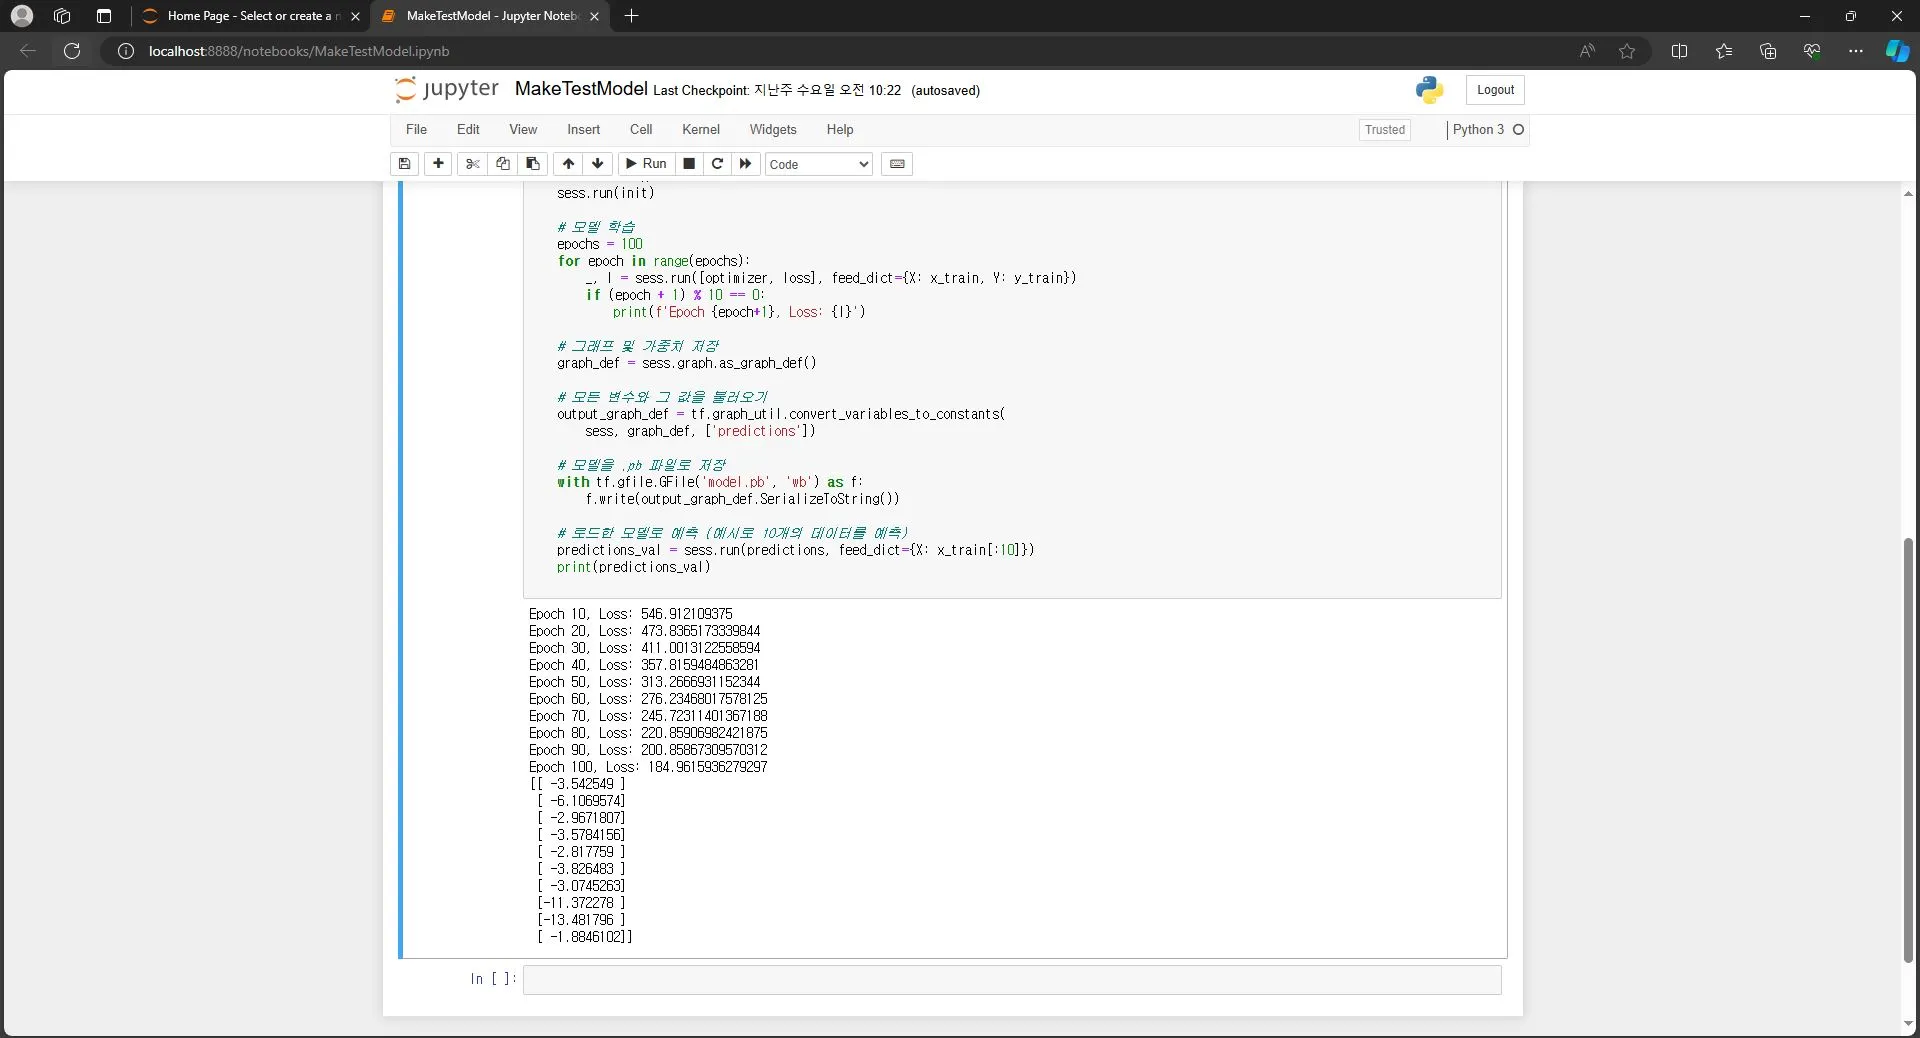 Home Page - Select or create a n
MakeTestModel - Jupyter Noteb
localhost:8888/notebooks/MakeTestModel.ipynb
jupyter MakeTestModel Last Checkpoint: 지난주 수요일 오전 10:22 (autosaved)
Logout
File Edit View Insert Cell Kernel Widgets Help
Trusted
Python 3
Run
Code
sess.run(init)
# 모델 학습
epochs = 100
for epoch in range(epochs):
_, l = sess.run([optimizer, loss], feed_dict={X: x_train, Y: y_train})
if (epoch + 1) % 10 == 0:
print(f'Epoch {epoch+1}, Loss: {l}')
# 그래프 및 가중치 저장
graph_def = sess.graph.as_graph_def()
# 모든 변수와 그 값을 불러오기
output_graph_def = tf.graph_util.convert_variables_to_constants(
sess, graph_def, ['predictions'])
# 모델을 .pb 파일로 저장
with tf.gfile.GFile('model.pb', 'wb') as f:
f.write(output_graph_def.SerializeToString())
# 로드한 모델로 예측 (예시로 10개의 데이터를 예측)
predictions_val = sess.run(predictions, feed_dict={X: x_train[:10]})
print(predictions_val)
Epoch 10, Loss: 546.912109375
Epoch 20, Loss: 473.8365173339844
Epoch 30, Loss: 411.0013122558594
Epoch 40, Loss: 357.8159484863281
Epoch 50, Loss: 313.2666931152344
Epoch 60, Loss: 276.23468017578125
Epoch 70, Loss: 245.72311401367188
Epoch 80, Loss: 220.85906982421875
Epoch 90, Loss: 200.85867309570312
Epoch 100, Loss: 184.9615936279297
[[ -3.542549 ]
[ -6.1069574]
[ -2.9671807]
[ -3.5784156]
[ -2.817759 ]
[ -3.826483 ]
[ -3.0745263]
[-11.372278 ]
[-13.481796 ]
[ -1.8846102]]
In [ ]: